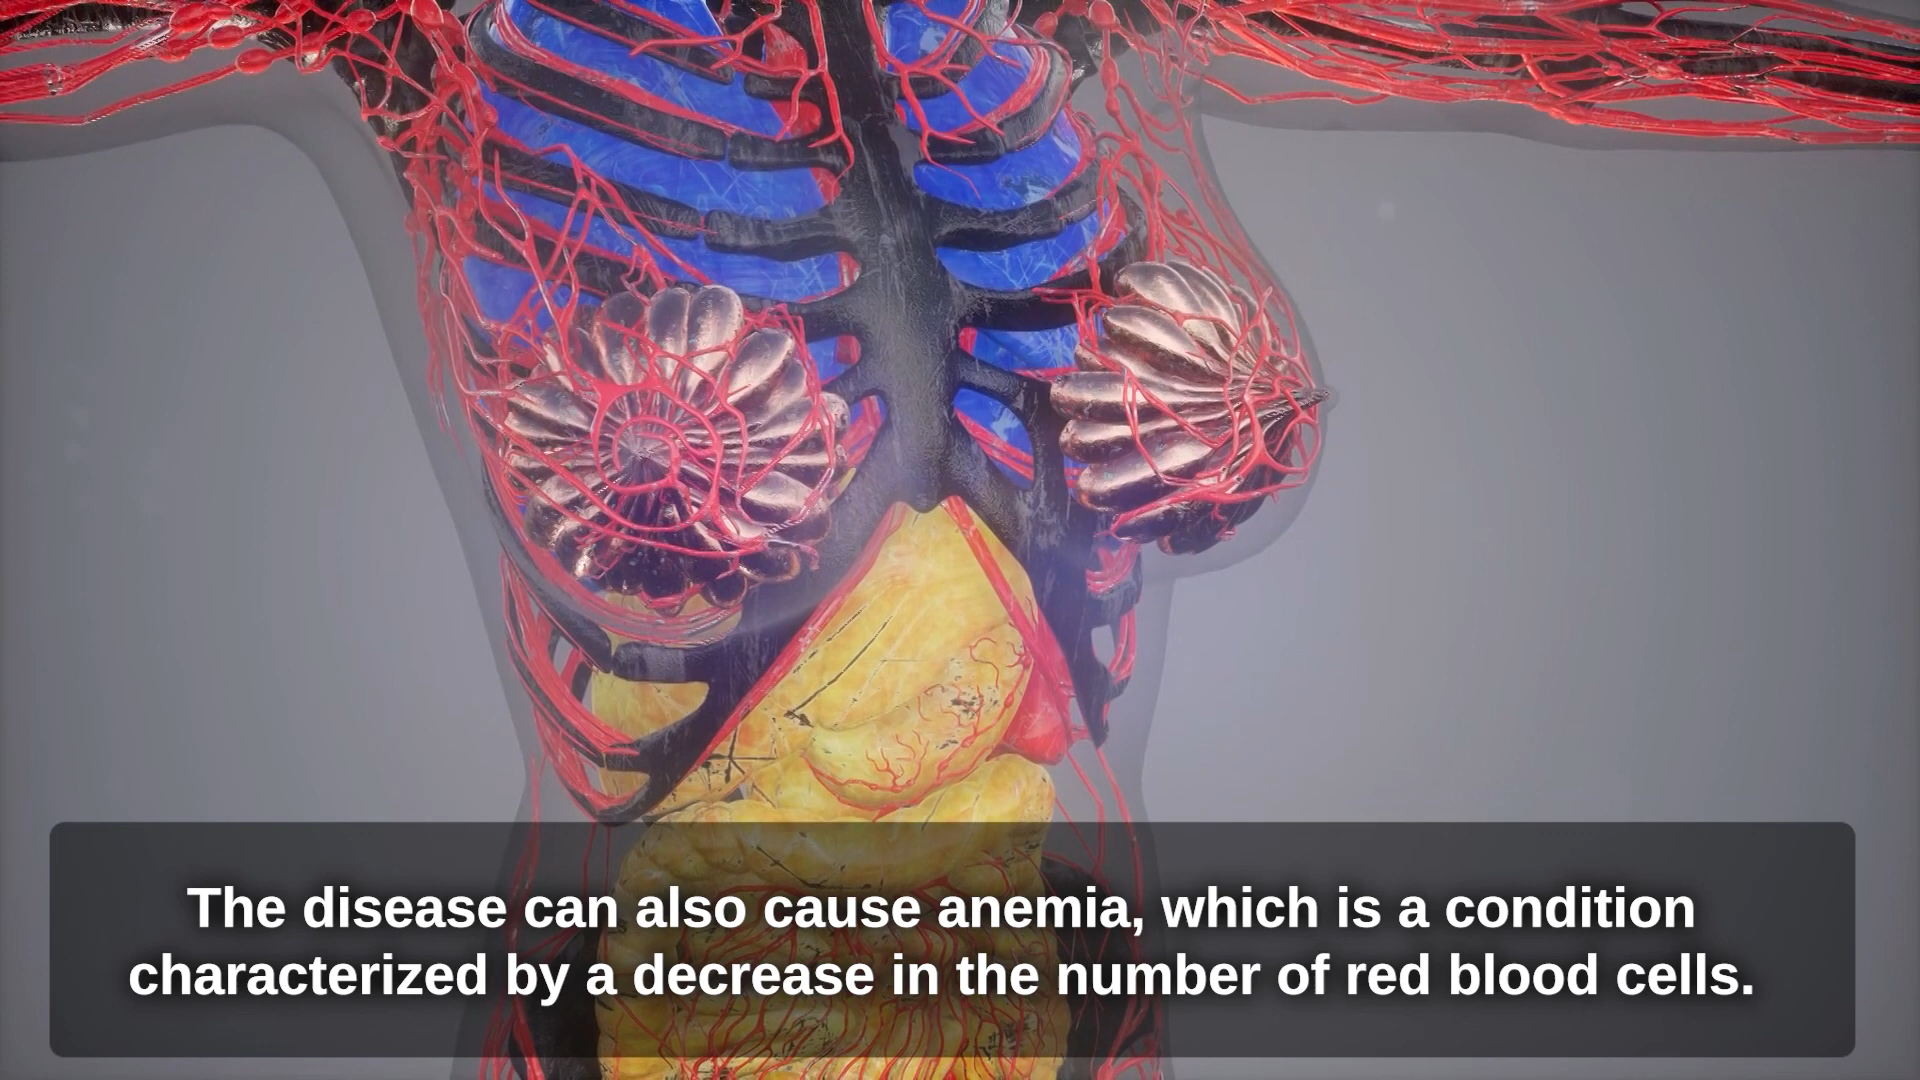 The disease can also cause anemia, which is a condition
characterized by a decrease in the number of red blood cells.